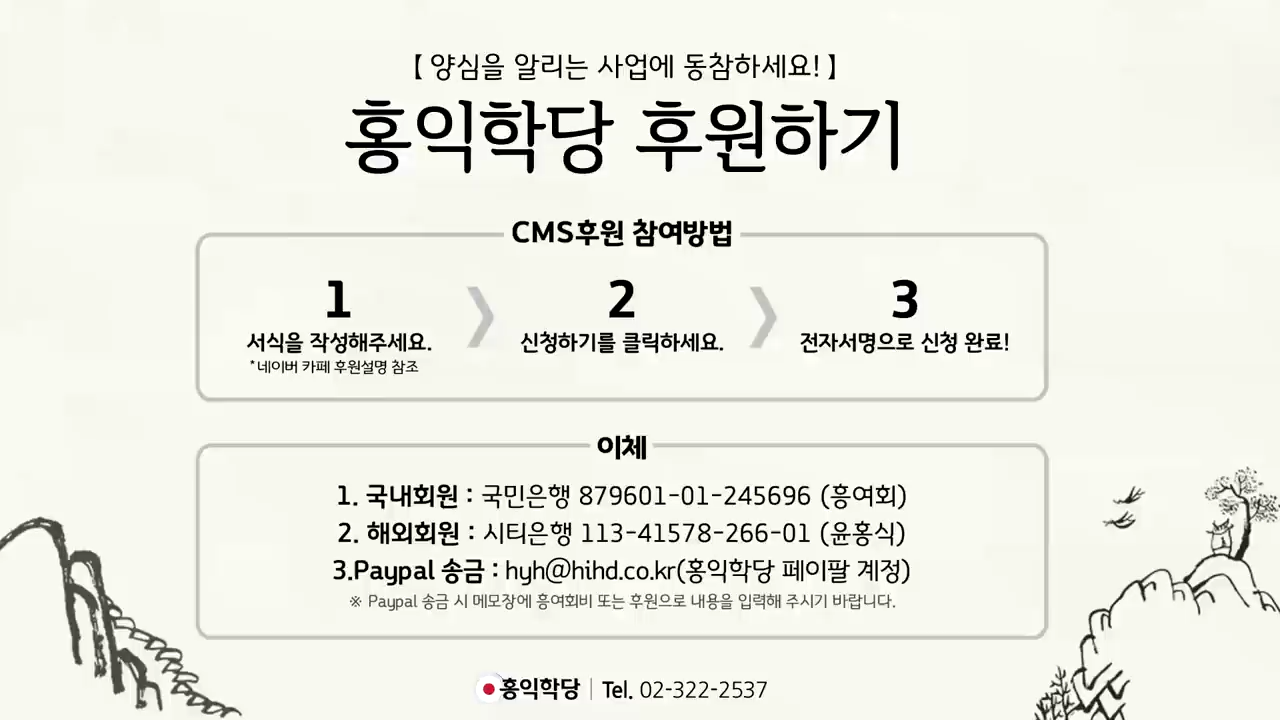 【 양심을 알리는 사업에 동참하세요! 】
홍익학당 후원하기
CMS후원 참여방법
1
서식을 작성해주세요.
*네이버 카페 후원설명 참조
2
신청하기를 클릭하세요.
3
전자서명으로 신청 완료!
이체
1. 국내회원 : 국민은행 879601-01-245696 (흥여회)
2. 해외회원 : 시티은행 113-41578-266-01 (윤홍식)
3.Paypal 송금 : hyh@hihd.co.kr(홍익학당 페이팔 계정)
※ Paypal 송금 시 메모장에 흥여회비 또는 후원으로 내용을 입력해 주시기 바랍니다.
홍익학당 | Tel. 02-322-2537